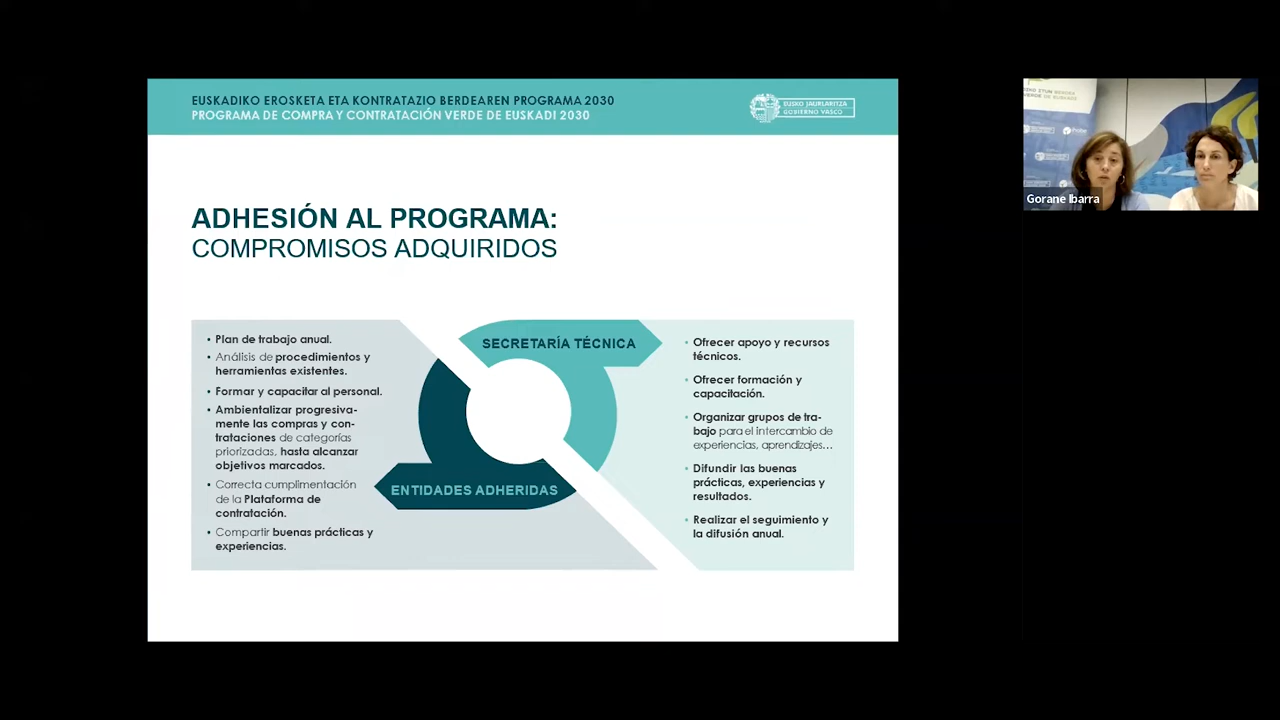 EUSKADIKO EROSKETA ETA KONTRATAZIO BERDEAREN PROGRAMA 2030
PROGRAMA DE COMPRA Y CONTRATACIÓN VERDE DE EUSKADI 2030
EUSKO JAURLARITZA
GOBIERNO VASCO
ADHESIÓN AL PROGRAMA:
COMPROMISOS ADQUIRIDOS
• Plan de trabajo anual.
• Análisis de procedimientos y
herramientas existentes.
• Formar y capacitar al personal.
• Ambientalizar progresiva-
mente las compras y con-
trataciones de categorías
priorizadas, hasta alcanzar
objetivos marcados.
• Correcta cumplimentación
de la Plataforma de
contratación.
• Compartir buenas prácticas y
experiencias.
SECRETARÍA TÉCNICA
ENTIDADES ADHERIDAS
• Ofrecer apoyo y recursos
técnicos.
• Ofrecer formación y
capacitación.
• Organizar grupos de tra-
bajo para el intercambio de
experiencias, aprendizajes...
• Difundir las buenas
prácticas, experiencias y
resultados.
• Realizar el seguimiento y
la difusión anual.
VERDE DE EUSKADI
Gorane Ibarra